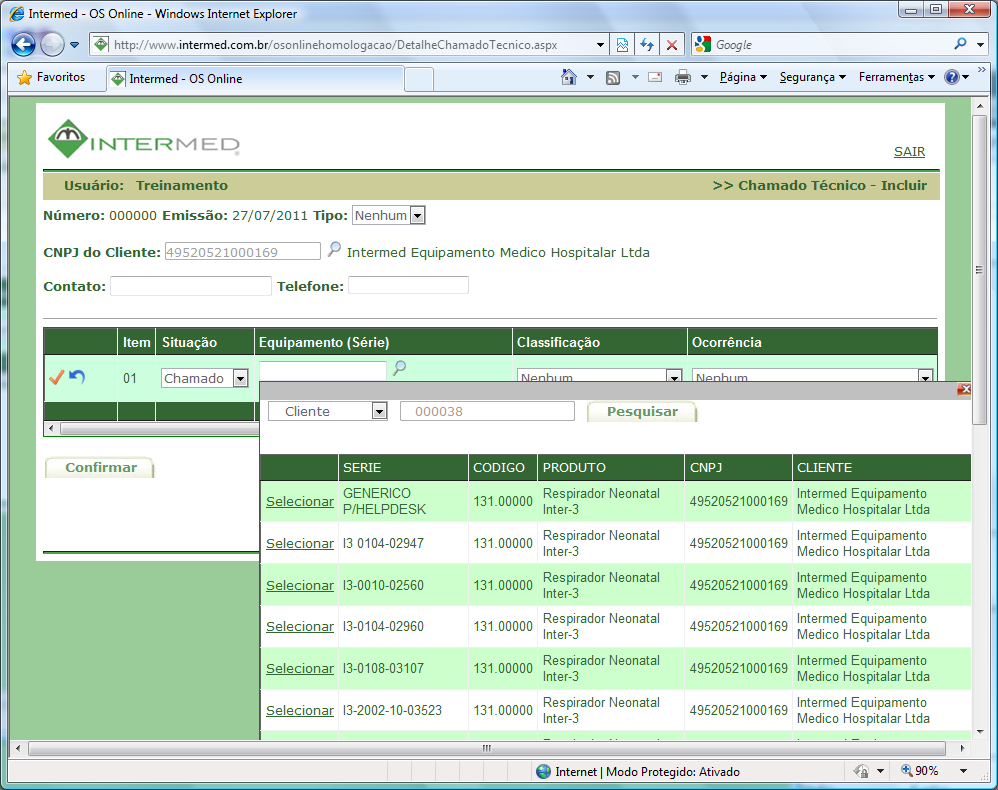 Intermed - OS Online - Windows Internet Explorer
http://www.intermed.com.br/osonlinehomologacao/DetalheChamadoTecnico.aspx
Google
Favoritos
Intermed - OS Online
Página
Segurança
Ferramentas
INTERMED
SAIR
Usuário: Treinamento
>> Chamado Técnico - Incluir
Número: 000000 Emissão: 27/07/2011 Tipo: Nenhum
CNPJ do Cliente: 49520521000169 Intermed Equipamento Medico Hospitalar Ltda
Contato: Telefone:
Item Situação Equipamento (Série) Classificação Ocorrência
01 Chamado Nenhum Nenhum
Cliente 000038 Pesquisar
Confirmar
SERIE CODIGO PRODUTO CNPJ CLIENTE
Selecionar GENERICO P/HELPDESK 131.00000 Respirador Neonatal Inter-3 49520521000169 Intermed Equipamento Medico Hospitalar Ltda
Selecionar I3 0104-02947 131.00000 Respirador Neonatal Inter-3 49520521000169 Intermed Equipamento Medico Hospitalar Ltda
Selecionar I3-0010-02560 131.00000 Respirador Neonatal Inter-3 49520521000169 Intermed Equipamento Medico Hospitalar Ltda
Selecionar I3-0104-02960 131.00000 Respirador Neonatal Inter-3 49520521000169 Intermed Equipamento Medico Hospitalar Ltda
Selecionar I3-0108-03107 131.00000 Respirador Neonatal Inter-3 49520521000169 Intermed Equipamento Medico Hospitalar Ltda
Selecionar I3-2002-10-03523 131.00000 Respirador Neonatal Inter-3 49520521000169 Intermed Equipamento Medico Hospitalar Ltda
Internet | Modo Protegido: Ativado
90%